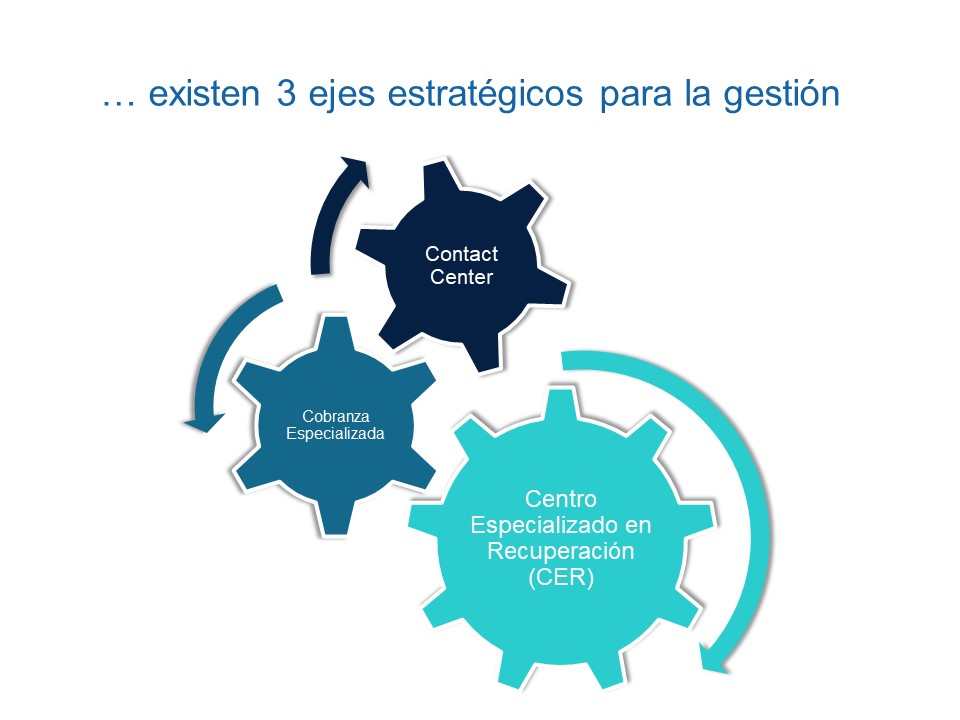 … existen 3 ejes estratégicos para la gestión
Contact
Center
Cobranza
Especializada
Centro
Especializado en
Recuperación
(CER)